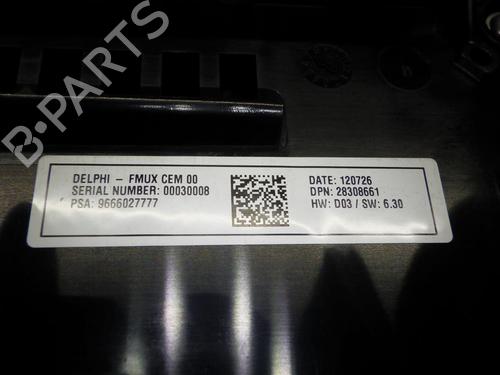 B-PARTS
DELPHI – FMUX CEM 00
SERIAL NUMBER: 00030008
PSA: 9666027777
DATE: 120726
DPN: 28308661
HW: D03 / SW: 6.30